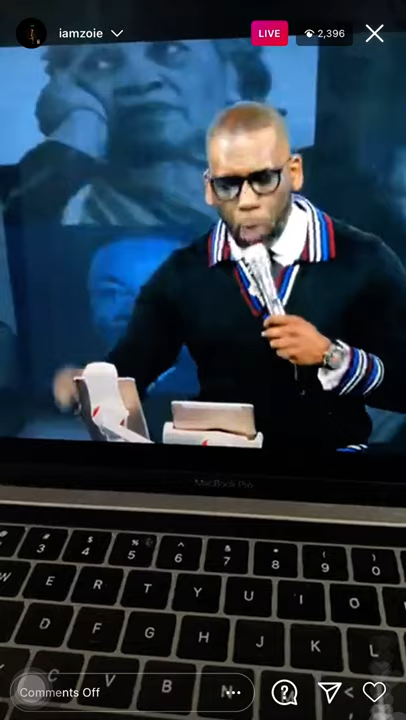 iamzoie
LIVE
2,396
MacBook Pro
# $ % ^ & * ( )
3 4 5 6 7 8 9 0
W E R T Y U I O
D F G H J K L
C V B N <
Comments Off